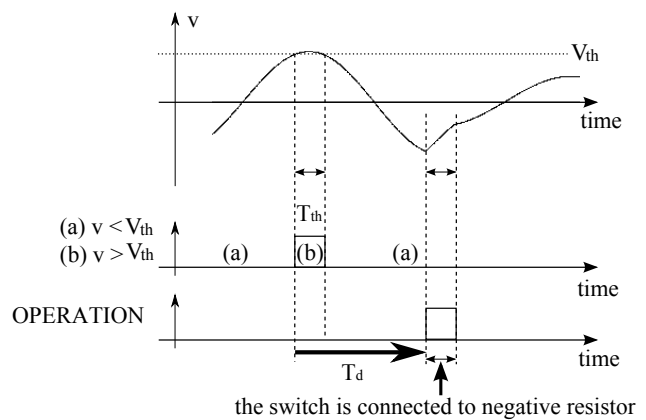 v
Vth
time
Tth
(a) v < Vth
(b) v > Vth
(a)
(b)
(a)
time
OPERATION
time
Td
the switch is connected to negative resistor